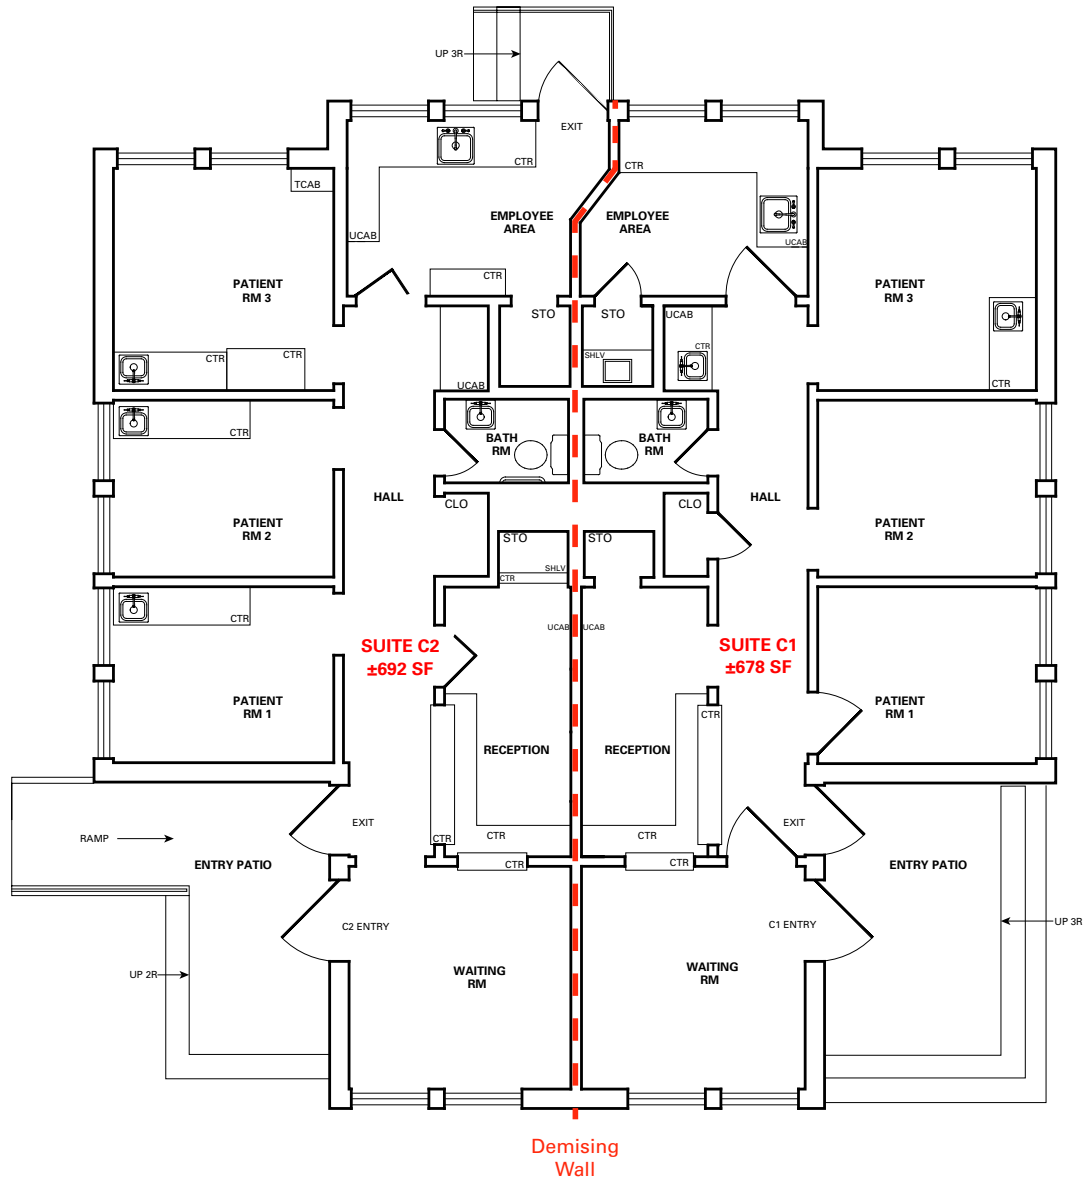 UP 3R
EXIT
CTR
CTR
TCAB
EMPLOYEE
AREA
EMPLOYEE
AREA
UCAB
UCAB
CTR
PATIENT
RM 3
PATIENT
RM 3
STO
STO
UCAB
CTR
CTR
CTR
SHLV
UCAB
CTR
CTR
BATH
RM
BATH
RM
HALL
CLO
CLO
HALL
PATIENT
RM 2
PATIENT
RM 2
STO
STO
SHLV
CTR
CTR
UCAB
UCAB
SUITE C2
±692 SF
SUITE C1
±678 SF
PATIENT
RM 1
PATIENT
RM 1
CTR
RECEPTION
RECEPTION
RAMP
EXIT
CTR
CTR
CTR
EXIT
ENTRY PATIO
CTR
CTR
ENTRY PATIO
C2 ENTRY
C1 ENTRY
UP 3R
UP 2R
WAITING
RM
WAITING
RM
Demising
Wall